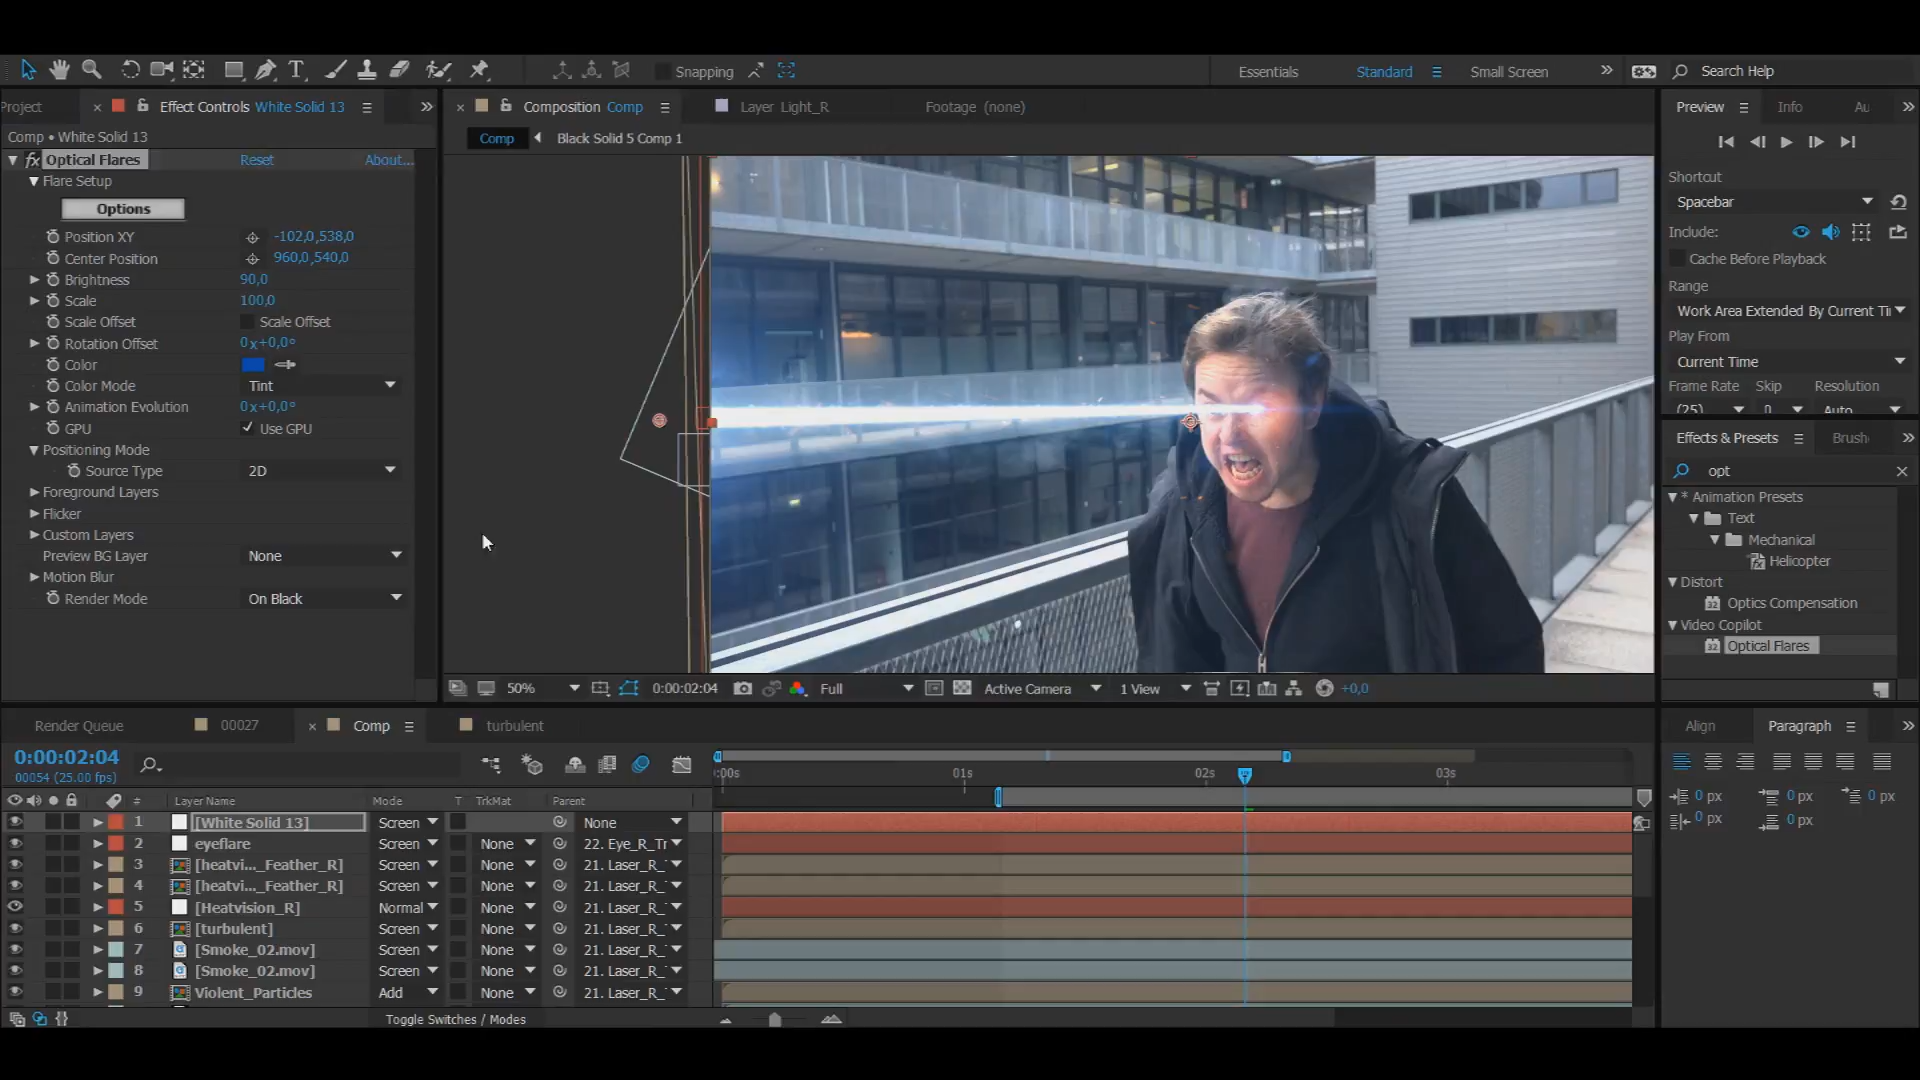 Snapping
Essentials
Standard
Small Screen
Search Help
Project
Effect Controls White Solid 13
Composition Comp
Layer Light_R
Footage (none)
Preview
Info
Au
Comp • White Solid 13
Comp
Black Solid 5 Comp 1
fx Optical Flares
Reset
About...
Flare Setup
Options
Position XY
-102,0,538,0
Center Position
960,0,540,0
Brightness
90,0
Scale
100,0
Scale Offset
Scale Offset
Rotation Offset
0x+0,0°
Color
Color Mode
Tint
Animation Evolution
0x+0,0°
GPU
Use GPU
Positioning Mode
Source Type
2D
Foreground Layers
Flicker
Custom Layers
Preview BG Layer
None
Motion Blur
Render Mode
On Black
Shortcut
Spacebar
Include:
Cache Before Playback
Range
Work Area Extended By Current Ti
Play From
Current Time
Frame Rate
Skip
Resolution
(25)
0
Auto
Effects & Presets
Brush
opt
* Animation Presets
Text
Mechanical
Helicopter
Distort
Optics Compensation
Video Copilot
Optical Flares
50%
0:00:02:04
Full
Active Camera
1 View
+0,0
Render Queue
00027
Comp
turbulent
Align
Paragraph
0:00:02:04
00054 (25.00 fps)
:00s
01s
02s
03s
0 px
0 px
0 px
0 px
0 px
#
Layer Name
Mode
T
TrkMat
Parent
1
[White Solid 13]
Screen
None
2
eyeflare
Screen
None
22. Eye_R_Tr
3
[heatvi..._Feather_R]
Screen
None
21. Laser_R_
4
[heatvi..._Feather_R]
Screen
None
21. Laser_R_
5
[Heatvision_R]
Normal
None
21. Laser_R_
6
[turbulent]
Screen
None
21. Laser_R_
7
[Smoke_02.mov]
Screen
None
21. Laser_R_
8
[Smoke_02.mov]
Screen
None
21. Laser_R_
9
Violent_Particles
Add
None
21. Laser_R_
Toggle Switches / Modes